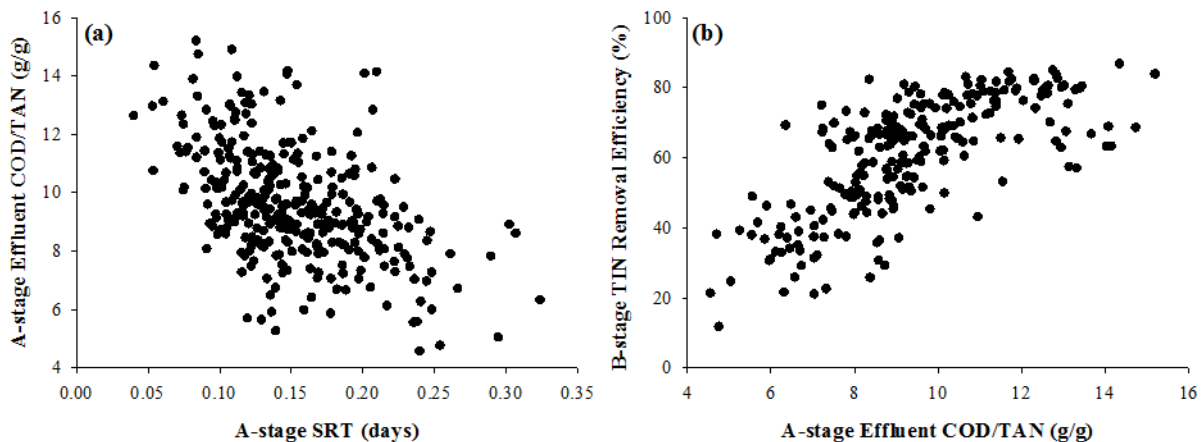 (a)
A-stage Effluent COD/TAN (g/g)
16
14
12
10
8
6
4
0.00 0.05 0.10 0.15 0.20 0.25 0.30 0.35
A-stage SRT (days)
(b)
B-stage TIN Removal Efficiency (%)
100
80
60
40
20
0
4 6 8 10 12 14 16
A-stage Effluent COD/TAN (g/g)